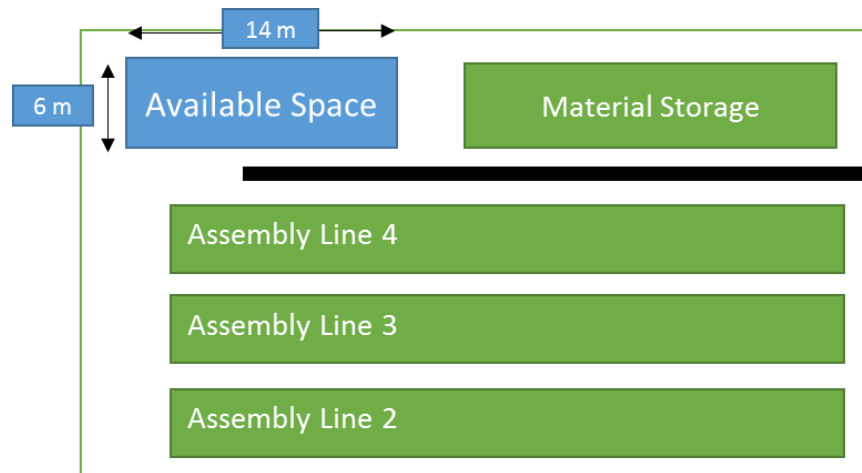 14 m
6 m
Available Space
Material Storage
Assembly Line 4
Assembly Line 3
Assembly Line 2